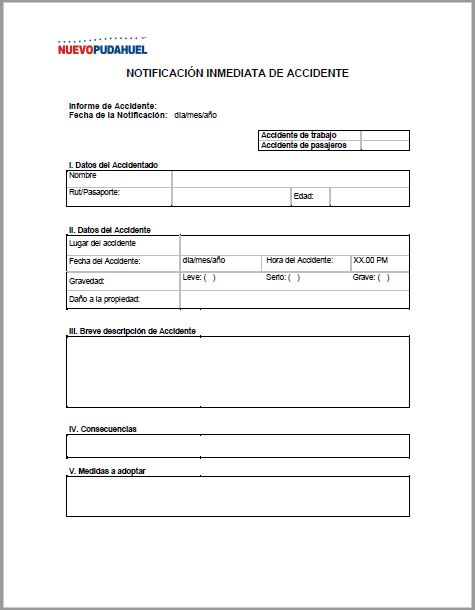 NUEVOPUDAHUEL
NOTIFICACIÓN INMEDIATA DE ACCIDENTE
Informe de Accidente:
Fecha de la Notificación: dia/mes/año
Accidente de trabajo
Accidente de pasajeros
I. Datos del Accidentado
Nombre
Rut/Pasaporte: Edad:
II. Datos del Accidente
Lugar del accidente
Fecha del Accidente: dia/mes/año Hora del Accidente: XX.00 PM
Gravedad: Leve: ( ) Serio: ( ) Grave: ( )
Daño a la propiedad:
III. Breve descripción de Accidente
IV. Consecuencias
V. Medidas a adoptar